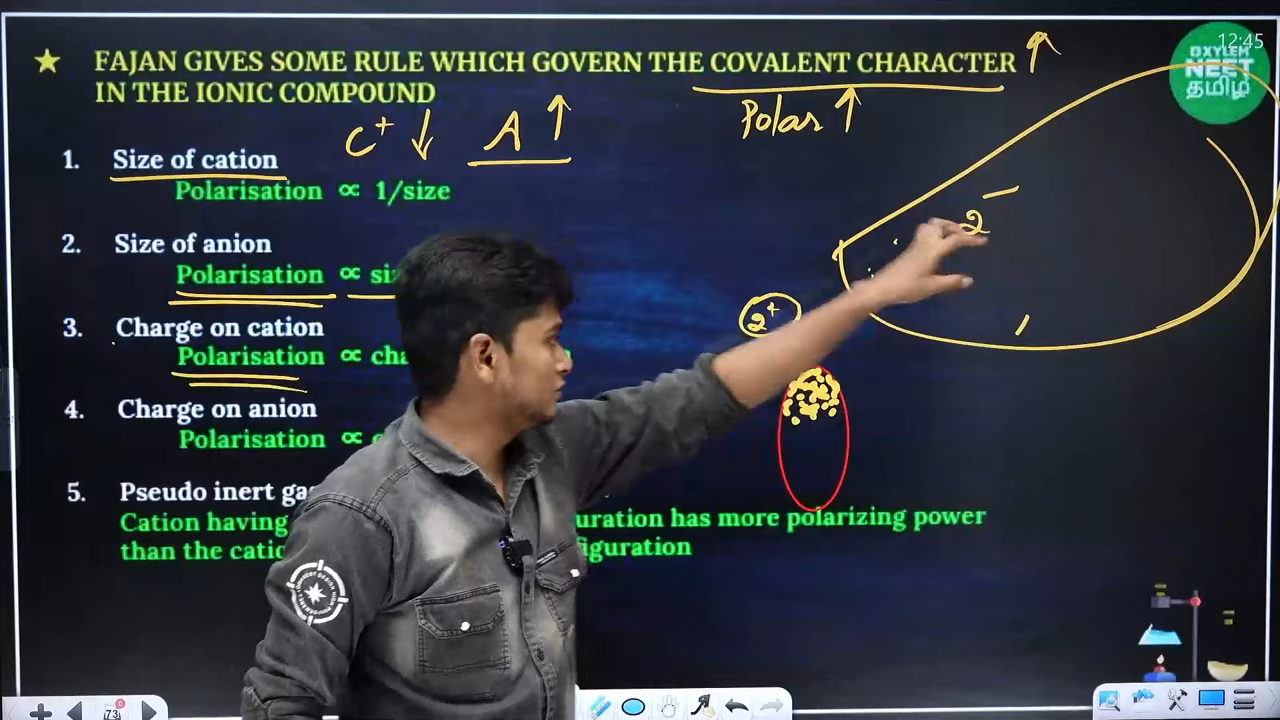 12:45
OXYLEM
NEET
தமிழ்
★ FAJAN GIVES SOME RULE WHICH GOVERN THE COVALENT CHARACTER ↑
IN THE IONIC COMPOUND
C⁺ ↓ A ↑ Polar ↑
1. Size of cation
Polarisation ∝ 1/size
2. Size of anion
Polarisation ∝
3. Charge on cation
Polarisation ∝
4. Charge on anion
Polarisation ∝
5. Pseudo inert
Cation having uration has more polarizing power
than the figuration
2⁻
2⁺
73